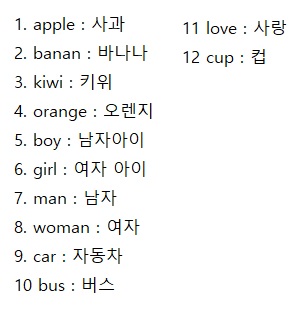 1. apple : 사과
2. banan : 바나나
3. kiwi : 키위
4. orange : 오렌지
5. boy : 남자아이
6. girl : 여자 아이
7. man : 남자
8. woman : 여자
9. car : 자동차
10 bus : 버스
11 love : 사랑
12 cup : 컵